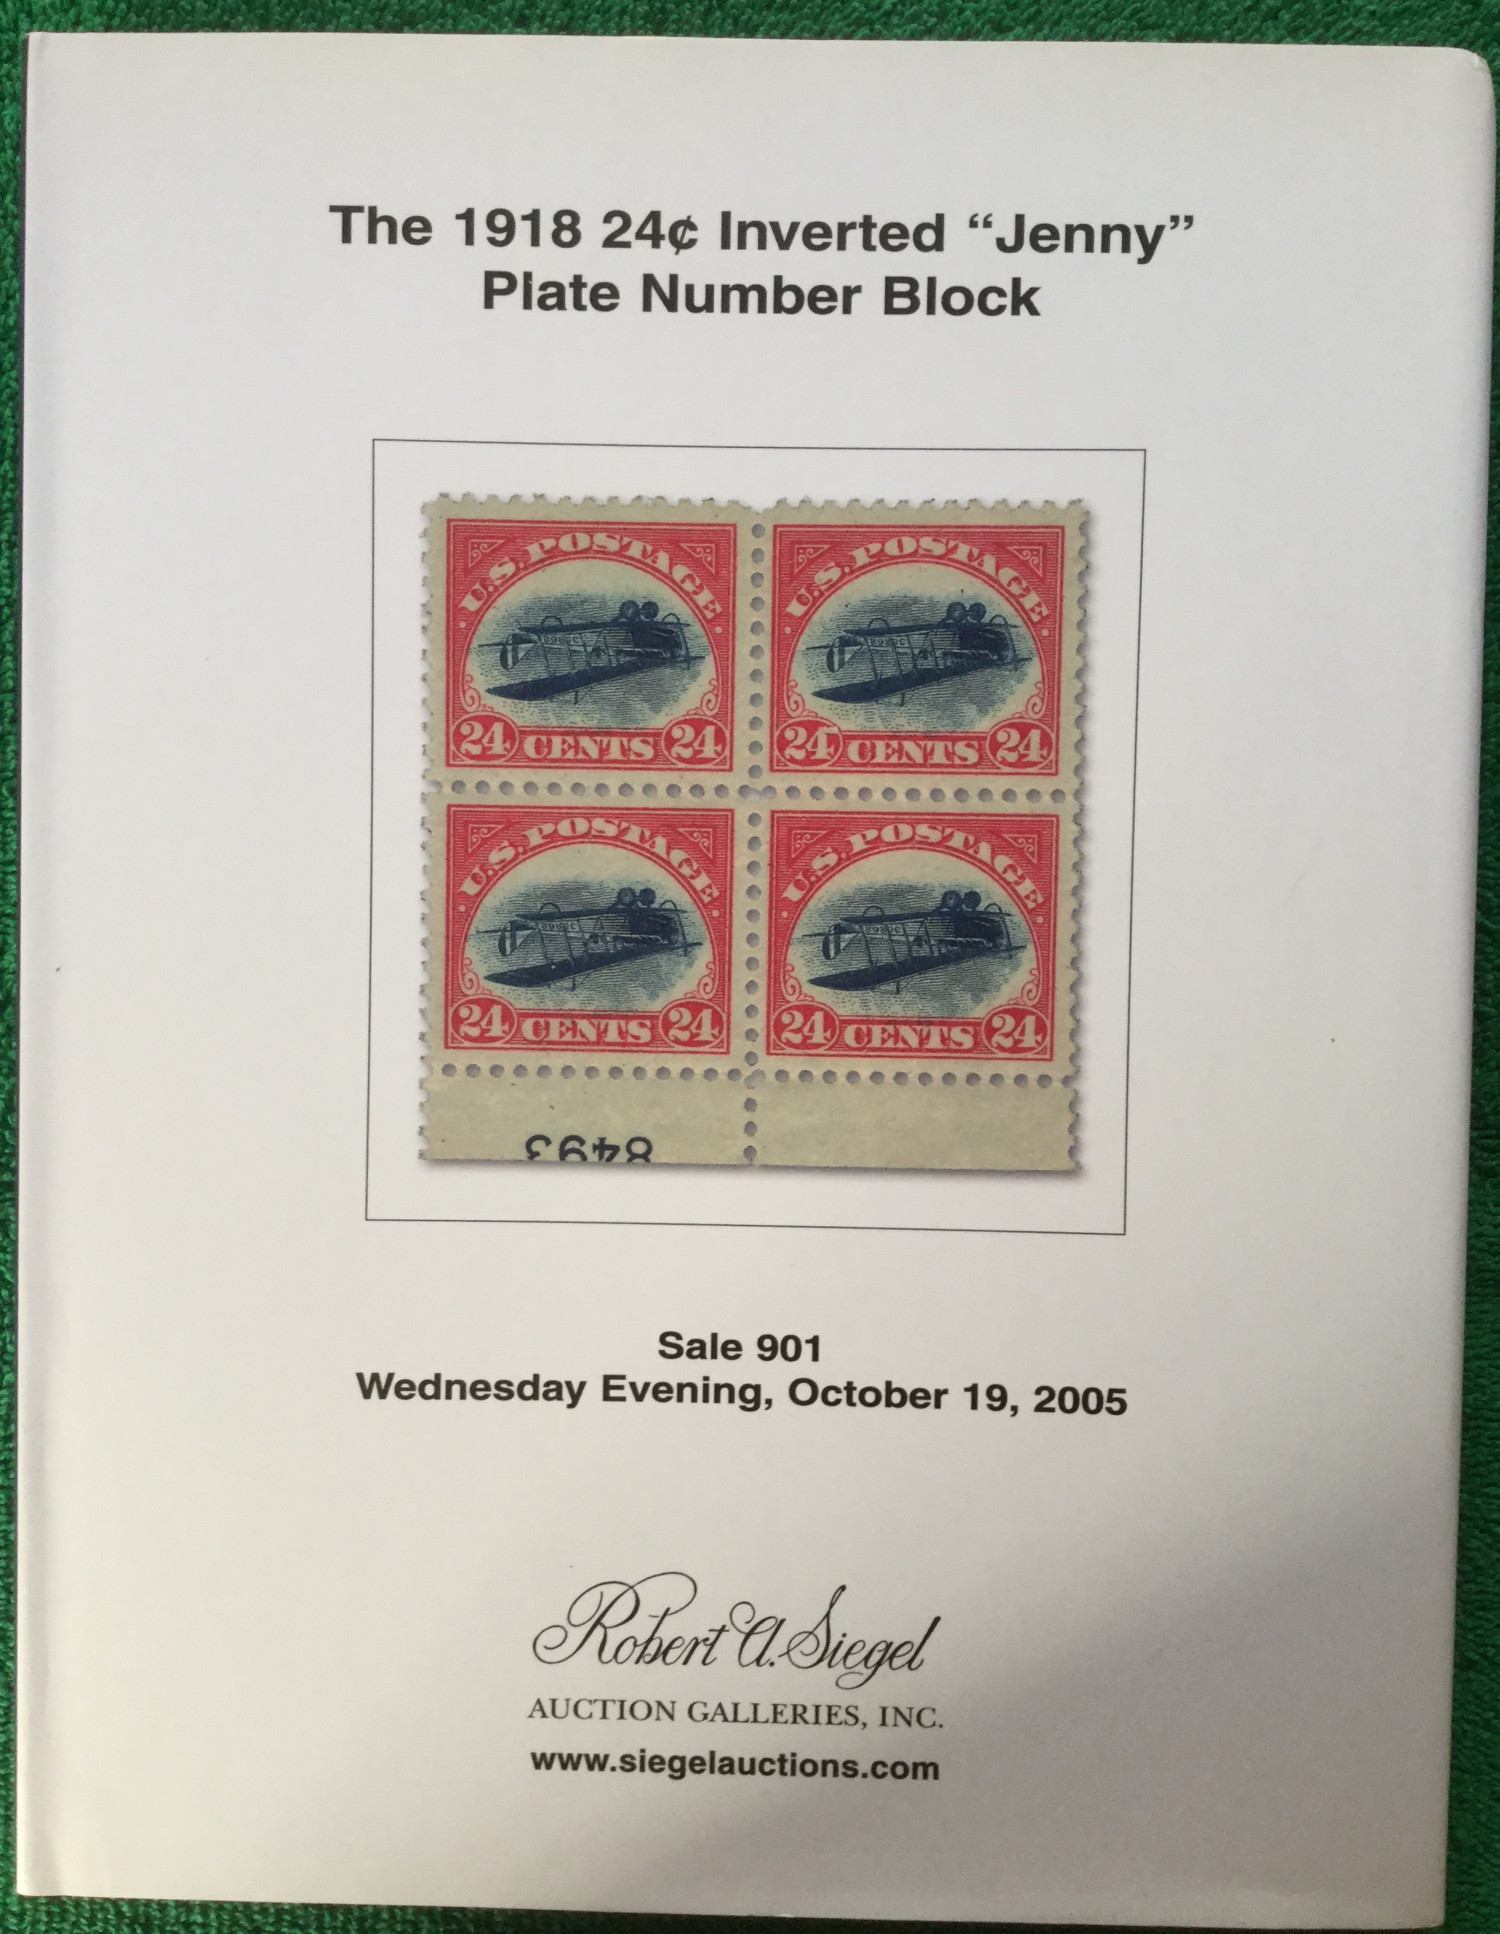 The 1918 24¢ Inverted “Jenny”
Plate Number Block
U.S. POSTAGE
24 CENTS 24
U.S. POSTAGE
24 CENTS 24
U.S. POSTAGE
24 CENTS 24
U.S. POSTAGE
24 CENTS 24
8493
Sale 901
Wednesday Evening, October 19, 2005
Robert A. Siegel
AUCTION GALLERIES, INC.
www.siegelauctions.com